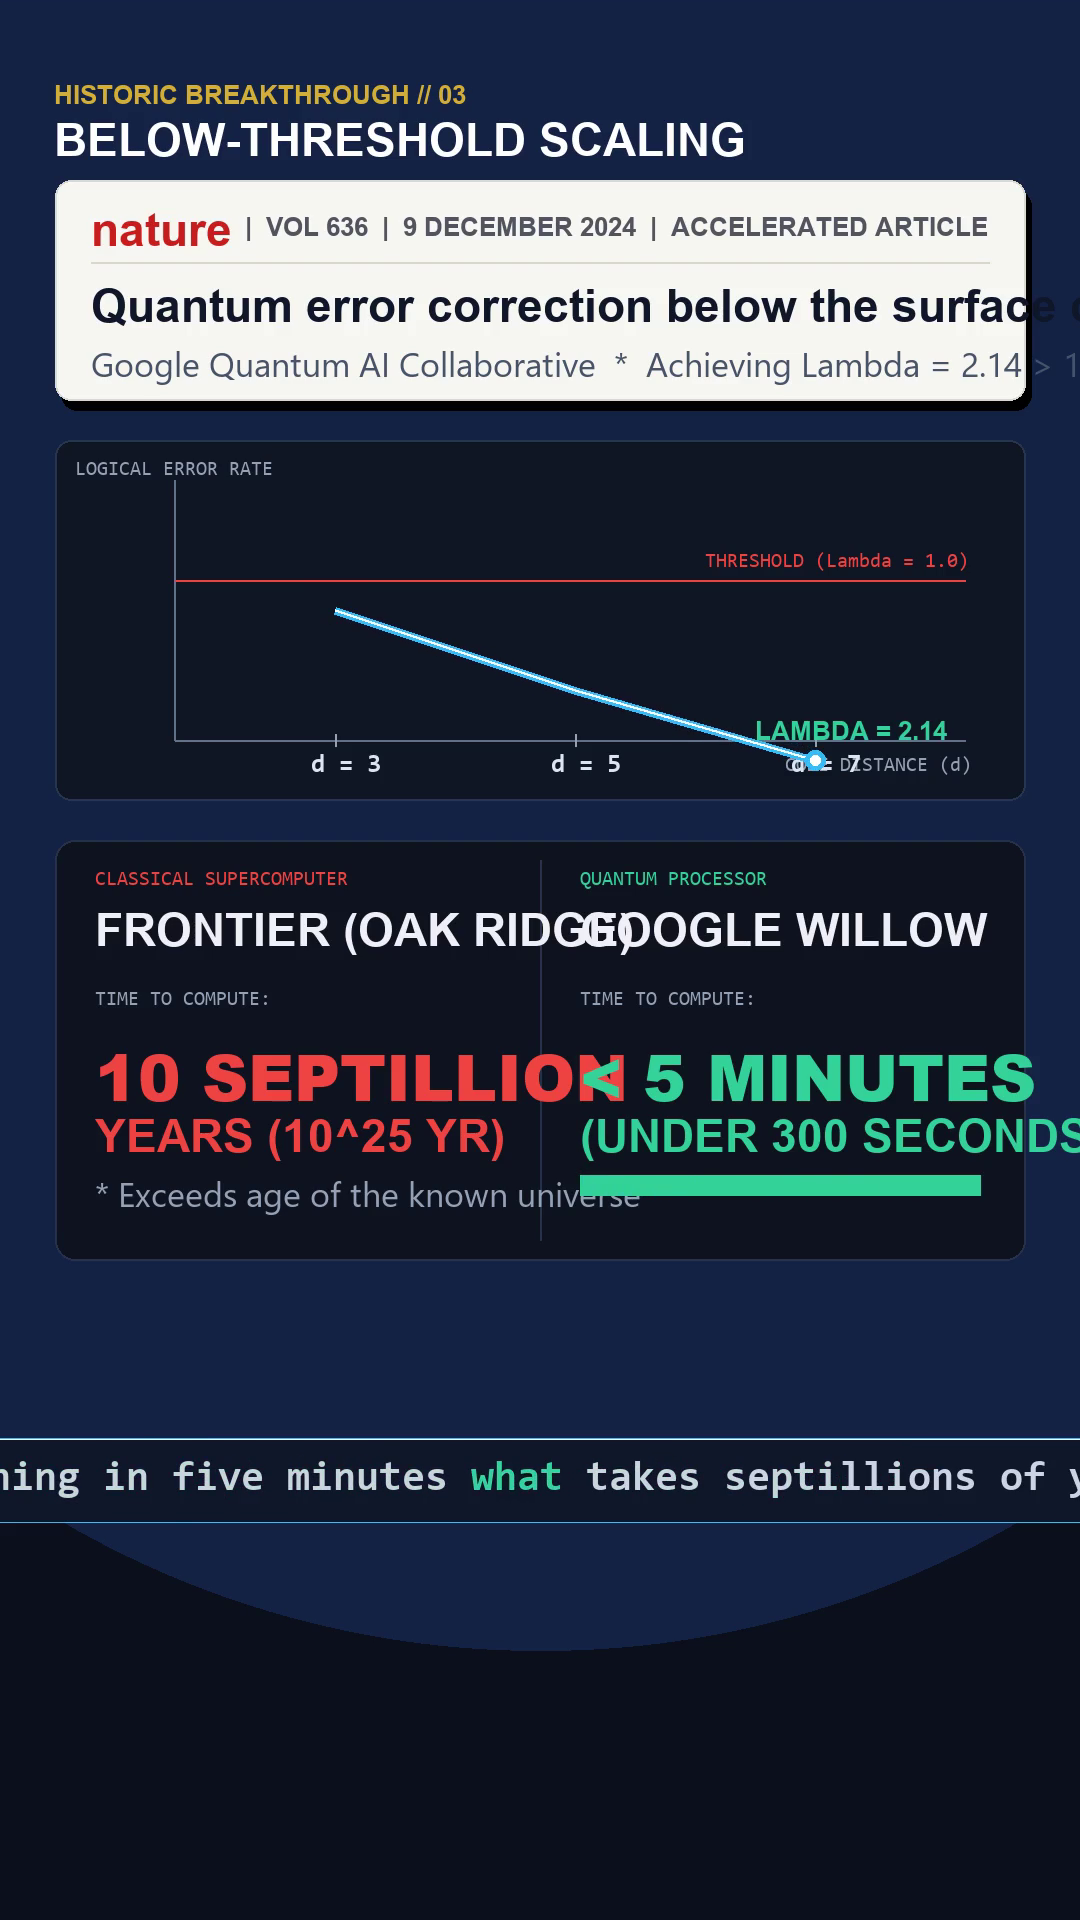 HISTORIC BREAKTHROUGH // 03
BELOW-THRESHOLD SCALING
nature | VOL 636 | 9 DECEMBER 2024 | ACCELERATED ARTICLE
Quantum error correction below the surface
Google Quantum AI Collaborative * Achieving Lambda = 2.14 > 1
LOGICAL ERROR RATE
THRESHOLD (Lambda = 1.0)
LAMBDA = 2.14
d = 3 d = 5 d = 7
DISTANCE (d)
CLASSICAL SUPERCOMPUTER
FRONTIER (OAK RIDGE)
TIME TO COMPUTE:
10 SEPTILLION
YEARS (10^25 YR)
* Exceeds age of the known universe
QUANTUM PROCESSOR
GOOGLE WILLOW
TIME TO COMPUTE:
< 5 MINUTES
(UNDER 300 SECONDS
ning in five minutes what takes septillions of y